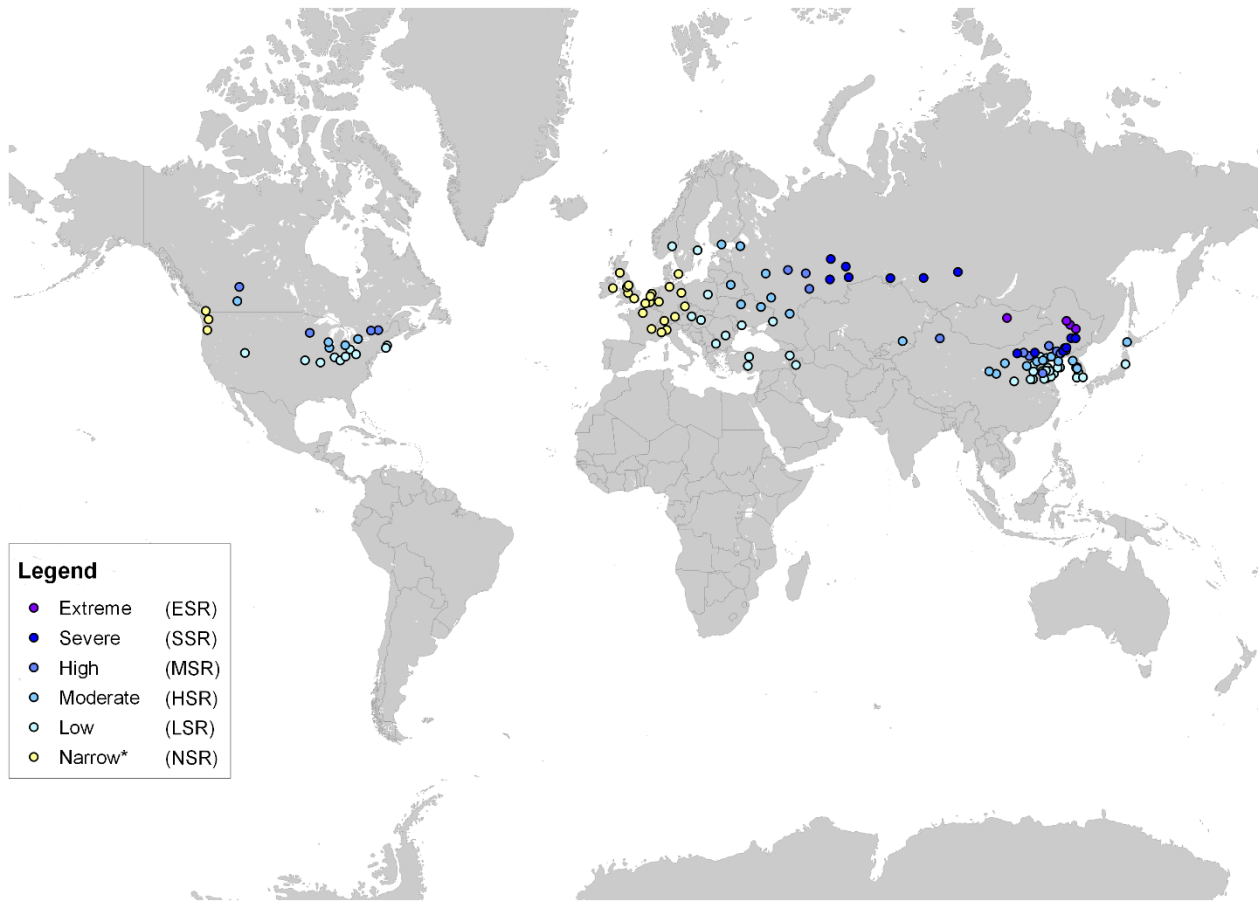 Legend
Extreme (ESR)
Severe (SSR)
High (MSR)
Moderate (HSR)
Low (LSR)
Narrow* (NSR)